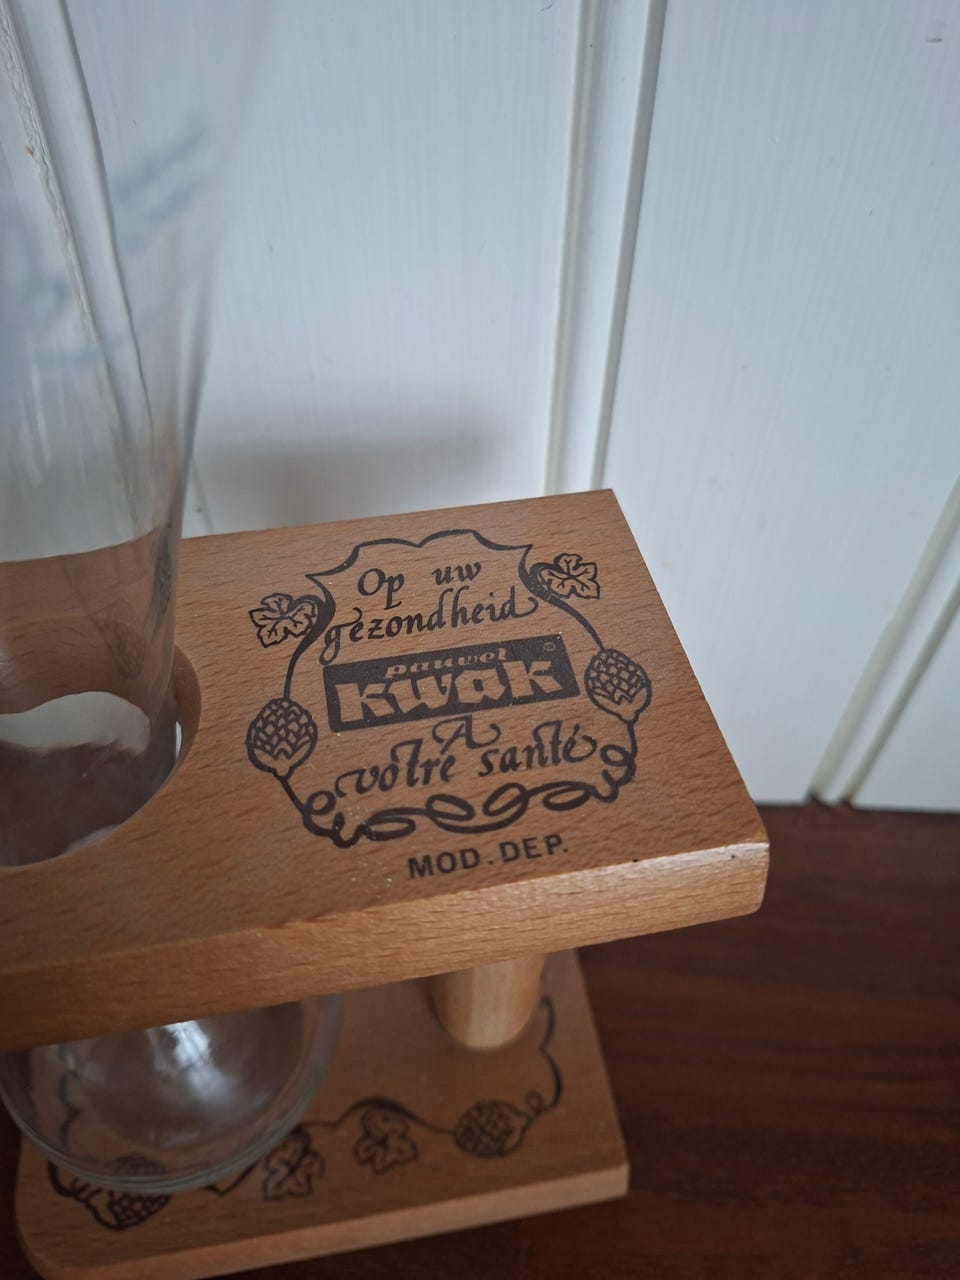 Op uw
gezondheid
pauwel
kwak
A
votre santé
MOD. DEP.